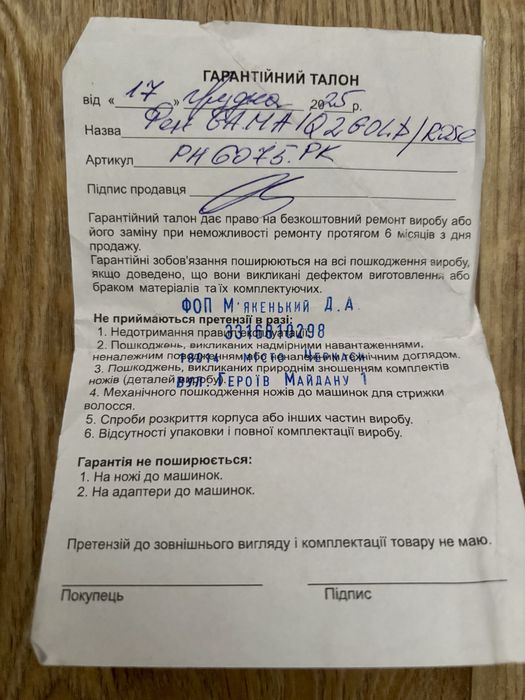 ГАРАНТІЙНИЙ ТАЛОН
від « 17 » грудня 2025 р.
Назва Фен GA.MA IQ2 GOLD/ROSE
Артикул PH6075.PK
Підпис продавця
Гарантійний талон дає право на безкоштовний ремонт виробу або
його заміну при неможливості ремонту протягом 6 місяців з дня
продажу.
Гарантійні зобов'язання поширюються на всі пошкодження виробу,
якщо доведено, що вони викликані дефектом виготовлення або
браком матеріалів та їх комплектуючих.
ФОП М'якенький Д.А.
Не приймаються претензії в разі:
1. Недотримання правил експлуатації.
3316810298
2. Пошкоджень, викликаних надмірними навантаженнями,
неналежним поводженням або неналежним технічним доглядом.
18014 місто Черкаси
3. Пошкоджень, викликаних природнім зношенням комплектів
ножів (деталей виробу).
вул. Героїв Майдану 1
4. Механічного пошкодження ножів до машинок для стрижки
волосся.
5. Спроби розкриття корпуса або інших частин виробу.
6. Відсутності упаковки і повної комплектації виробу.
Гарантія не поширюється:
1. На ножі до машинок.
2. На адаптери до машинок.
Претензій до зовнішнього вигляду і комплектації товару не маю.
Покупець
Підпис